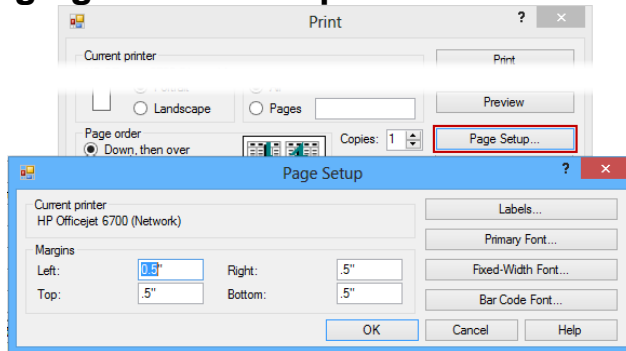 Print
?
Current printer
Print
Landscape
Pages
Preview
Page order
Down, then over
Copies: 1
Page Setup...
Page Setup
?
Current printer
HP Officejet 6700 (Network)
Labels...
Primary Font...
Margins
Left: 0.5" Right: .5"
Fixed-Width Font...
Top: .5" Bottom: .5"
Bar Code Font...
OK Cancel Help